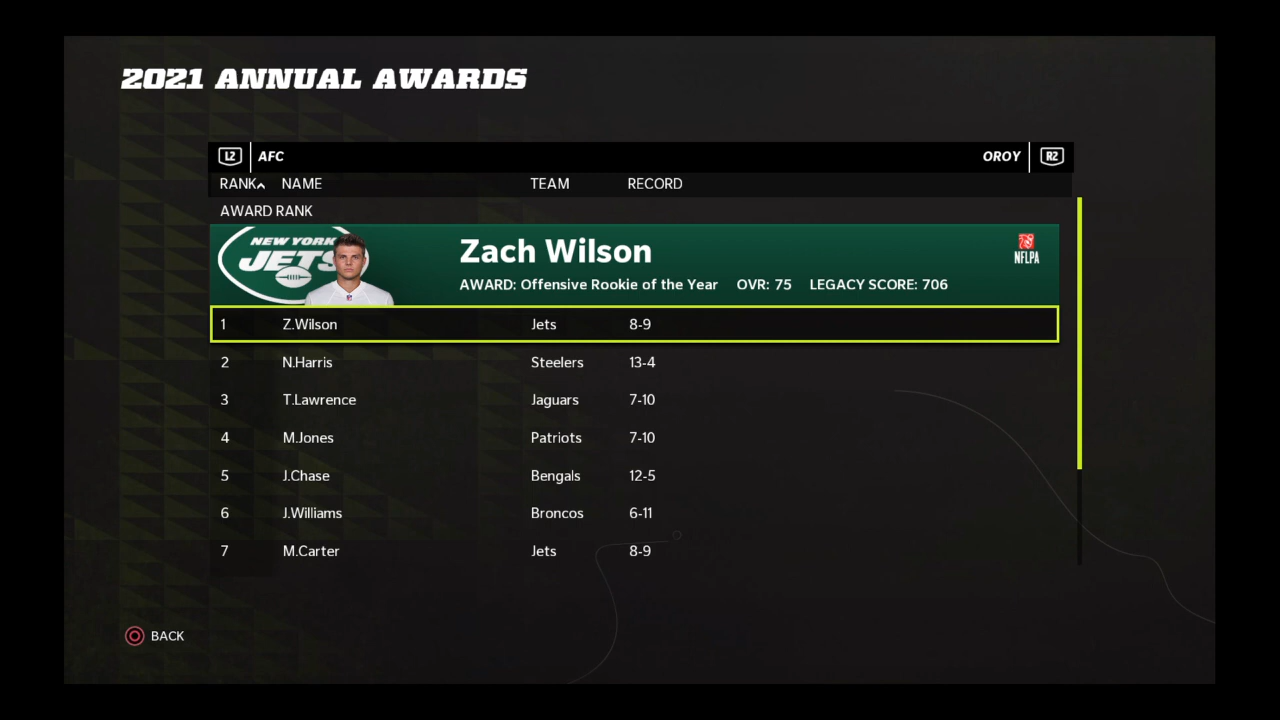 2021 ANNUAL AWARDS
L2 AFC OROY R2
RANK NAME TEAM RECORD
AWARD RANK
NEW YORK
JETS
Zach Wilson
NFLPA
AWARD: Offensive Rookie of the Year OVR: 75 LEGACY SCORE: 706
1 Z.Wilson Jets 8-9
2 N.Harris Steelers 13-4
3 T.Lawrence Jaguars 7-10
4 M.Jones Patriots 7-10
5 J.Chase Bengals 12-5
6 J.Williams Broncos 6-11
7 M.Carter Jets 8-9
BACK